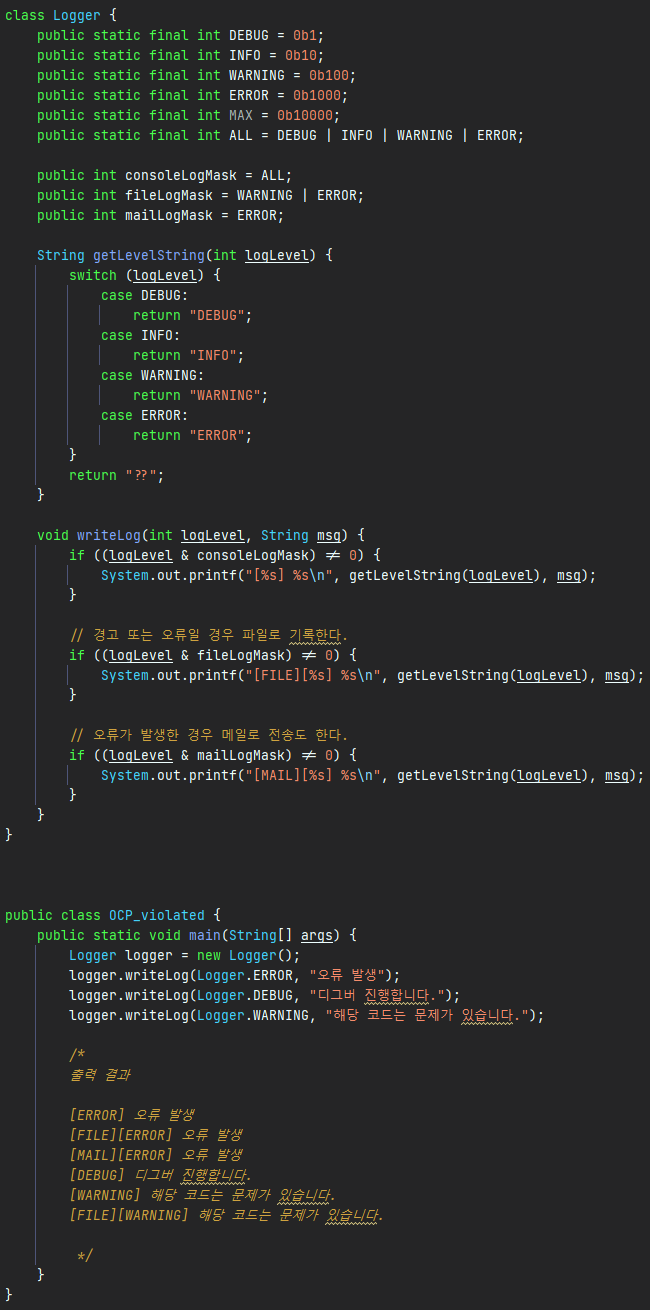 class Logger {
    public static final int DEBUG = 0b1;
    public static final int INFO = 0b10;
    public static final int WARNING = 0b100;
    public static final int ERROR = 0b1000;
    public static final int MAX = 0b10000;
    public static final int ALL = DEBUG | INFO | WARNING | ERROR;

    public int consoleLogMask = ALL;
    public int fileLogMask = WARNING | ERROR;
    public int mailLogMask = ERROR;

    String getLevelString(int logLevel) {
        switch (logLevel) {
            case DEBUG:
                return "DEBUG";
            case INFO:
                return "INFO";
            case WARNING:
                return "WARNING";
            case ERROR:
                return "ERROR";
        }
        return "??";
    }

    void writeLog(int logLevel, String msg) {
        if ((logLevel & consoleLogMask) != 0) {
            System.out.printf("[%s] %s\n", getLevelString(logLevel), msg);
        }

        // 경고 또는 오류일 경우 파일로 기록한다.
        if ((logLevel & fileLogMask) != 0) {
            System.out.printf("[FILE][%s] %s\n", getLevelString(logLevel), msg);
        }

        // 오류가 발생한 경우 메일로 전송도 한다.
        if ((logLevel & mailLogMask) != 0) {
            System.out.printf("[MAIL][%s] %s\n", getLevelString(logLevel), msg);
        }
    }
}

public class OCP_violated {
    public static void main(String[] args) {
        Logger logger = new Logger();
        logger.writeLog(Logger.ERROR, "오류 발생");
        logger.writeLog(Logger.DEBUG, "디그버 진행합니다.");
        logger.writeLog(Logger.WARNING, "해당 코드는 문제가 있습니다.");

        /*
        출력 결과

        [ERROR] 오류 발생
        [FILE][ERROR] 오류 발생
        [MAIL][ERROR] 오류 발생
        [DEBUG] 디그버 진행합니다.
        [WARNING] 해당 코드는 문제가 있습니다.
        [FILE][WARNING] 해당 코드는 문제가 있습니다.

         */
    }
}